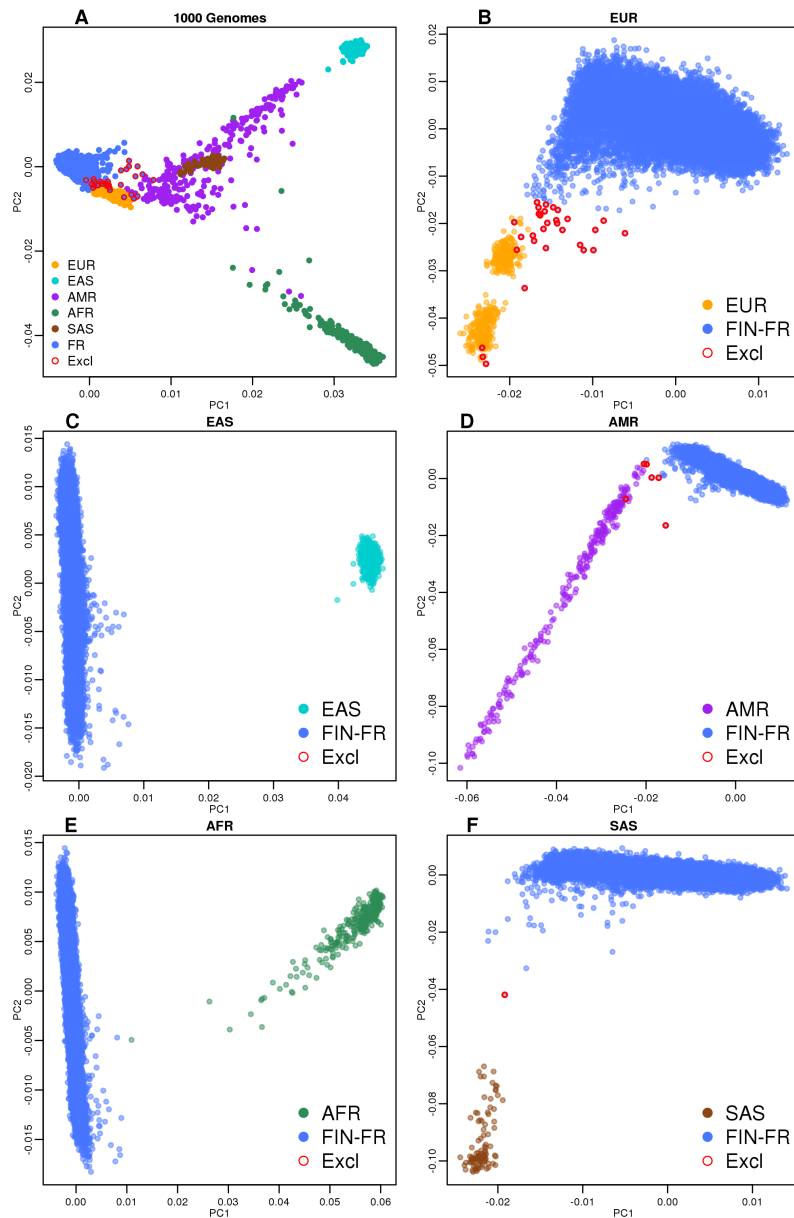 A 1000 Genomes
PC2
0.02
0.00
-0.02
-0.04
EUR
EAS
AMR
AFR
SAS
FR
Excl
0.00 0.01 0.02 0.03
PC1
B EUR
PC2
0.02
0.01
0.00
-0.01
-0.02
-0.03
-0.04
-0.05
EUR
FIN-FR
Excl
-0.02 -0.01 0.00 0.01
PC1
C EAS
PC2
0.015
0.010
0.005
0.000
-0.005
-0.010
-0.015
-0.020
EAS
FIN-FR
Excl
0.00 0.01 0.02 0.03 0.04
PC1
D AMR
PC2
0.00
-0.02
-0.04
-0.06
-0.08
-0.10
AMR
FIN-FR
Excl
-0.06 -0.04 -0.02 0.00
PC1
E AFR
PC2
0.015
0.010
0.005
0.000
-0.005
-0.010
-0.015
AFR
FIN-FR
Excl
0.00 0.01 0.02 0.03 0.04 0.05 0.06
PC1
F SAS
PC2
0.00
-0.02
-0.04
-0.06
-0.08
-0.10
SAS
FIN-FR
Excl
-0.02 -0.01 0.00 0.01
PC1